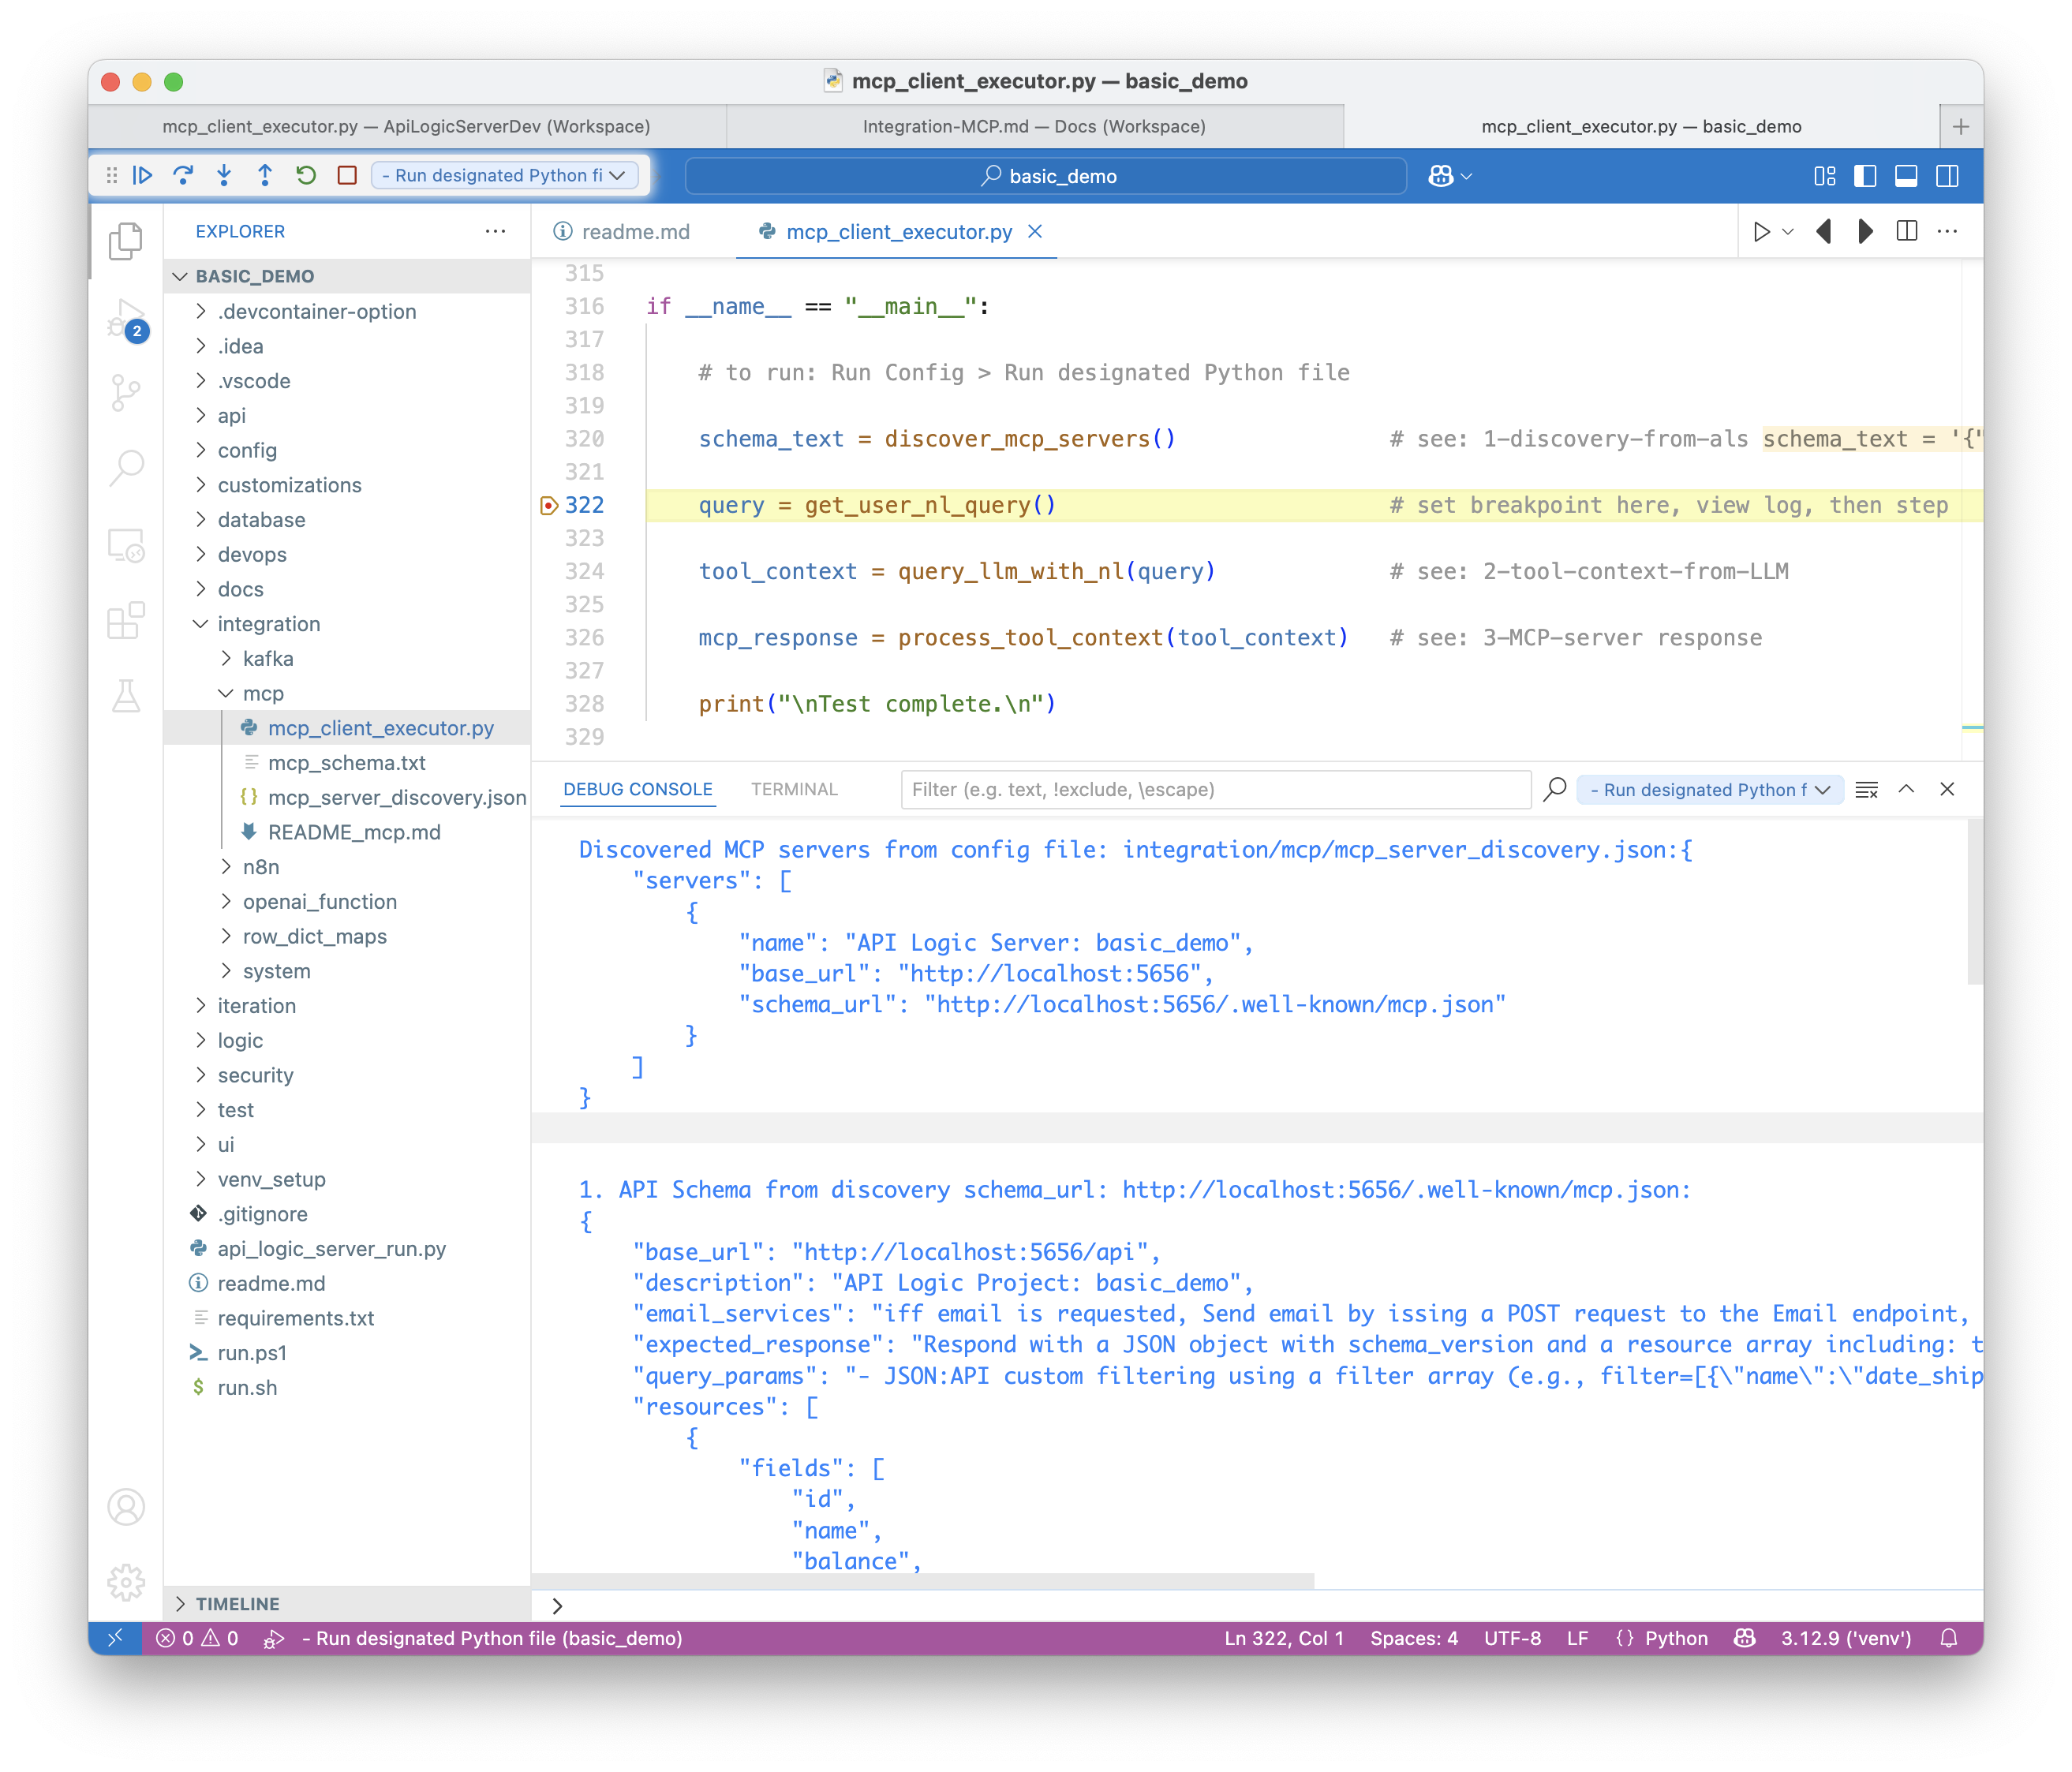 mcp_client_executor.py — basic_demo
mcp_client_executor.py — ApiLogicServerDev (Workspace)
Integration-MCP.md — Docs (Workspace)
mcp_client_executor.py — basic_demo
- Run designated Python fi
basic_demo
2
EXPLORER
BASIC_DEMO
.devcontainer-option
.idea
.vscode
api
config
customizations
database
devops
docs
integration
kafka
mcp
mcp_client_executor.py
mcp_schema.txt
{} mcp_server_discovery.json
README_mcp.md
n8n
openai_function
row_dict_maps
system
iteration
logic
security
test
ui
venv_setup
.gitignore
api_logic_server_run.py
readme.md
requirements.txt
run.ps1
$ run.sh
TIMELINE
readme.md
mcp_client_executor.py
315
316 if __name__ == "__main__":
317
318 # to run: Run Config > Run designated Python file
319
320 schema_text = discover_mcp_servers() # see: 1-discovery-from-als schema_text = '{"
321
322 query = get_user_nl_query() # set breakpoint here, view log, then step
323
324 tool_context = query_llm_with_nl(query) # see: 2-tool-context-from-LLM
325
326 mcp_response = process_tool_context(tool_context) # see: 3-MCP-server response
327
328 print("\nTest complete.\n")
329
DEBUG CONSOLE
TERMINAL
Filter (e.g. text, !exclude, \escape)
- Run designated Python f
Discovered MCP servers from config file: integration/mcp/mcp_server_discovery.json:{
"servers": [
{
"name": "API Logic Server: basic_demo",
"base_url": "http://localhost:5656",
"schema_url": "http://localhost:5656/.well-known/mcp.json"
}
]
}
1. API Schema from discovery schema_url: http://localhost:5656/.well-known/mcp.json:
{
"base_url": "http://localhost:5656/api",
"description": "API Logic Project: basic_demo",
"email_services": "iff email is requested, Send email by issing a POST request to the Email endpoint,
"expected_response": "Respond with a JSON object with schema_version and a resource array including: t
"query_params": "- JSON:API custom filtering using a filter array (e.g., filter=[{\"name\":\"date_ship
"resources": [
{
"fields": [
"id",
"name",
"balance",
0
0
- Run designated Python file (basic_demo)
Ln 322, Col 1
Spaces: 4
UTF-8
LF
{} Python
3.12.9 ('venv')